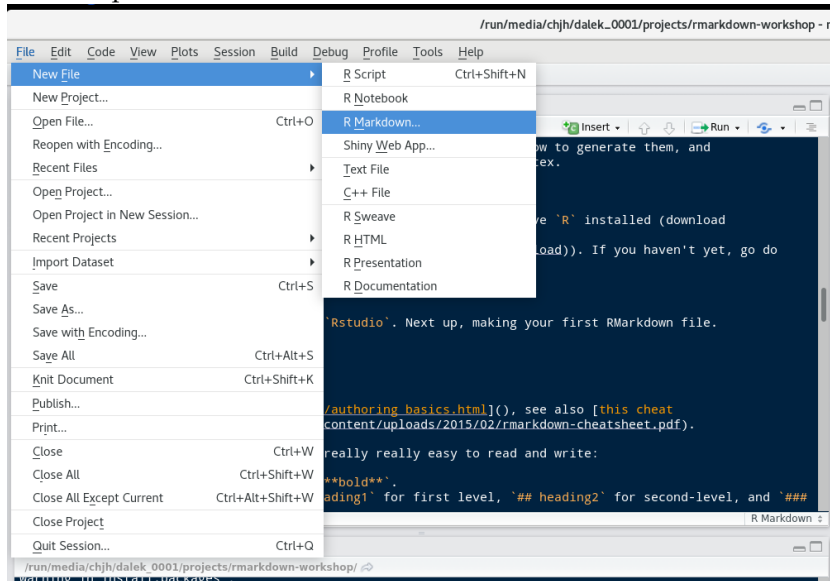 /run/media/chjh/dalek_0001/projects/rmarkdown-workshop -
File Edit Code View Plots Session Build Debug Profile Tools Help
New File
New Project...
Open File... Ctrl+O
Reopen with Encoding...
Recent Files
Open Project...
Open Project in New Session...
Recent Projects
Import Dataset
Save Ctrl+S
Save As...
Save with Encoding...
Save All Ctrl+Alt+S
Knit Document Ctrl+Shift+K
Publish...
Print...
Close Ctrl+W
Close All Ctrl+Shift+W
Close All Except Current Ctrl+Alt+Shift+W
Close Project
Quit Session... Ctrl+Q
R Script Ctrl+Shift+N
R Notebook
R Markdown...
Shiny Web App...
Text File
C++ File
R Sweave
R HTML
R Presentation
R Documentation
Insert Run
ow to generate them, and
tex.
ve `R` installed (download
load)). If you haven't yet, go do
`Rstudio`. Next up, making your first RMarkdown file.
/authoring_basics.html](), see also [this cheat
content/uploads/2015/02/rmarkdown-cheatsheet.pdf).
really really easy to read and write:
**bold**`.
ading1` for first level, `## heading2` for second-level, and `###
R Markdown
/run/media/chjh/dalek_0001/projects/rmarkdown-workshop/